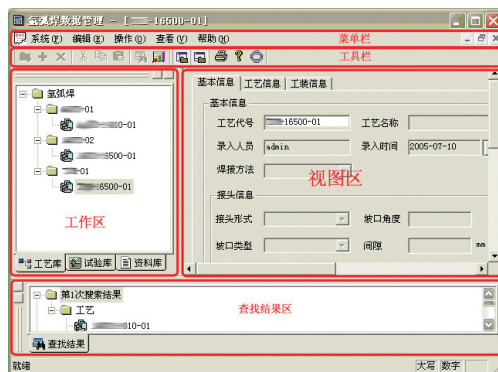 氩弧焊数据管理 - [-16500-01]
系统(F) 编辑(E) 操作(O) 查看(V) 帮助(H)
菜单栏
工具栏
氩弧焊
-01
010-01
-02
6500-01
-01
16500-01
工作区
工艺库 试验库 资料库
基本信息 工艺信息 工装信息
基本信息
工艺代号 -16500-01 工艺名称
录入人员 admin 录入时间 2005-07-10
焊接方法
视图区
接头信息
接头形式 坡口角度
坡口类型 间隙 mm
第1次搜索结果
工艺
010-01
查找结果区
查找结果
就绪 大写 数字